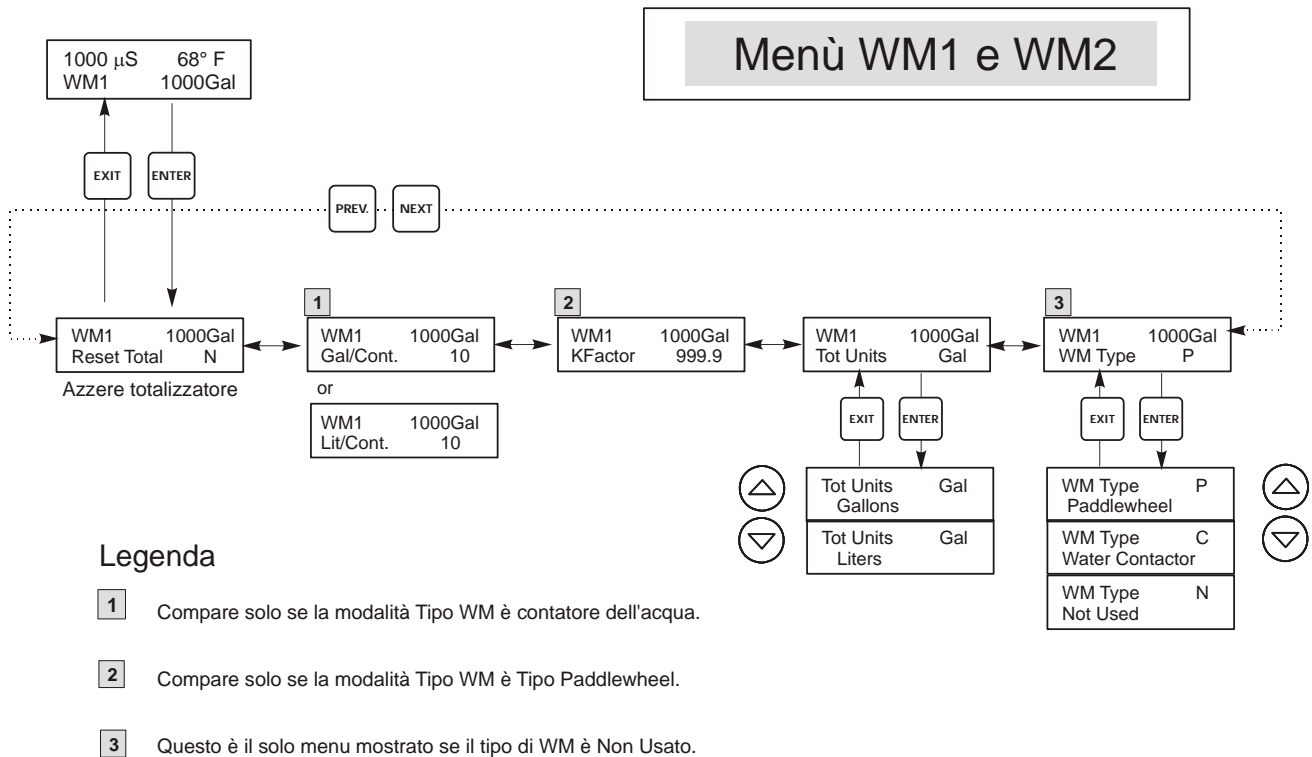 Menù WM1 e WM2
1000 µS 68° F
WM1 1000Gal
EXIT
ENTER
PREV.
NEXT
1
2
3
WM1 1000Gal
Reset Total N
Azzere totalizzatore
WM1 1000Gal
Gal/Cont. 10
or
WM1 1000Gal
Lit/Cont. 10
WM1 1000Gal
KFactor 999.9
WM1 1000Gal
Tot Units Gal
EXIT
ENTER
Tot Units Gal
Gallons
Tot Units Gal
Liters
WM1 1000Gal
WM Type P
EXIT
ENTER
WM Type P
Paddlewheel
WM Type C
Water Contactor
WM Type N
Not Used
Legenda
1 Compare solo se la modalità Tipo WM è contatore dell'acqua.
2 Compare solo se la modalità Tipo WM è Tipo Paddlewheel.
3 Questo è il solo menu mostrato se il tipo di WM è Non Usato.